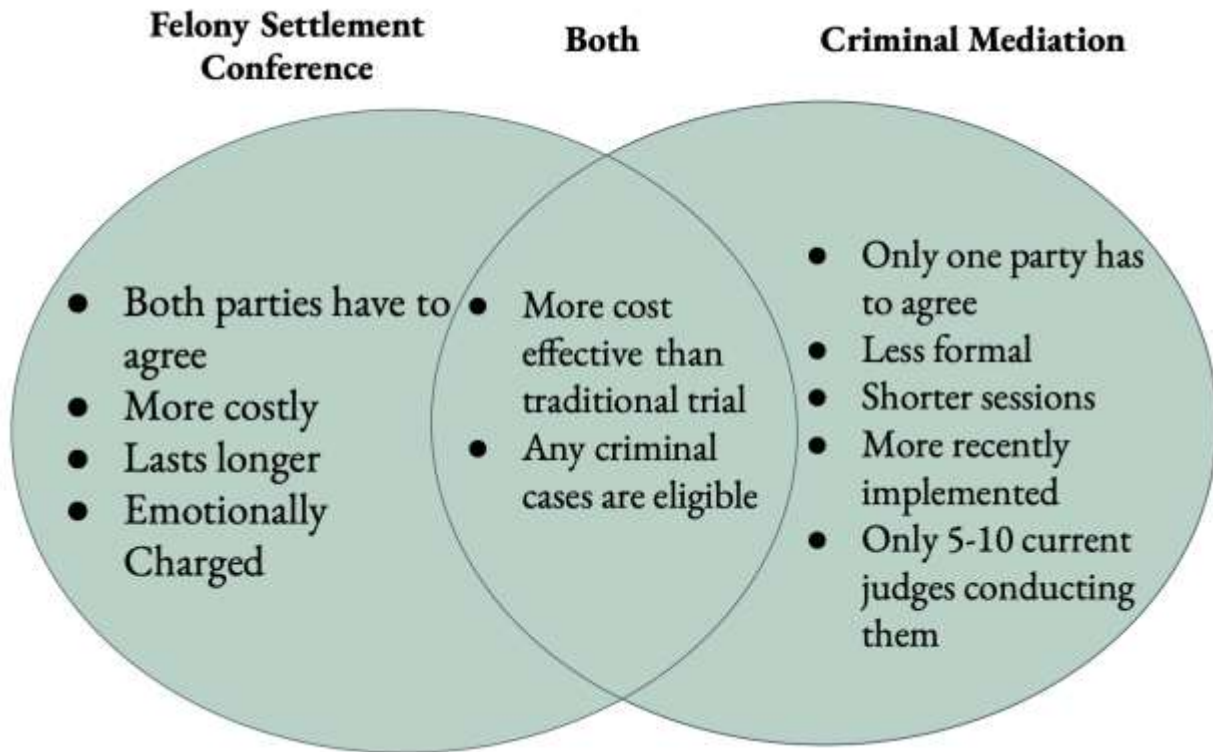 Felony Settlement
Conference
Both
Criminal Mediation
● Both parties have to
agree
● More costly
● Lasts longer
● Emotionally
Charged
● More cost
effective than
traditional trial
● Any criminal
cases are eligible
● Only one party has
to agree
● Less formal
● Shorter sessions
● More recently
implemented
● Only 5-10 current
judges conducting
them